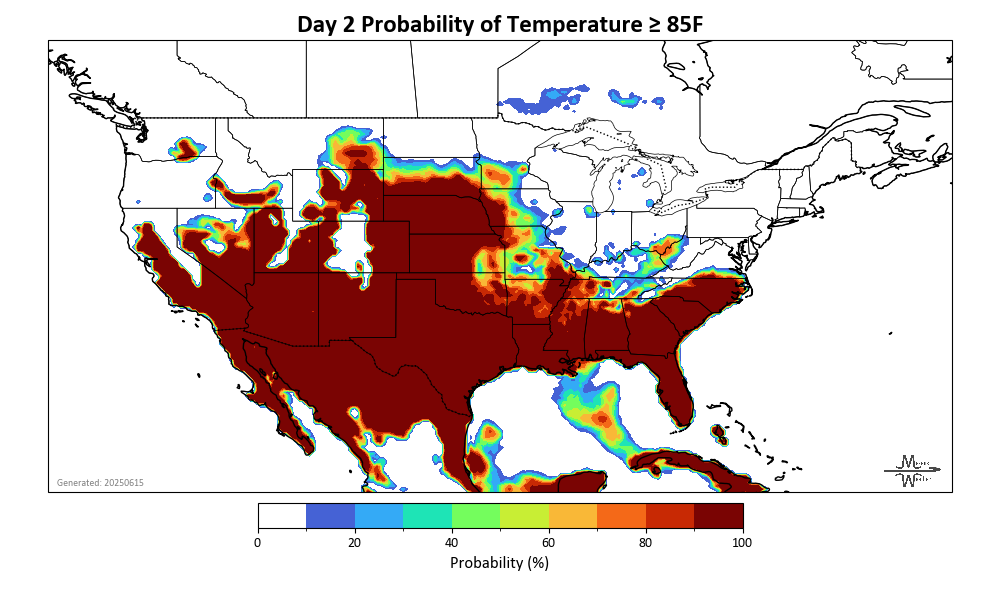 Day 2 Probability of Temperature ≥ 85F
Generated: 20250615
0 20 40 60 80 100
Probability (%)